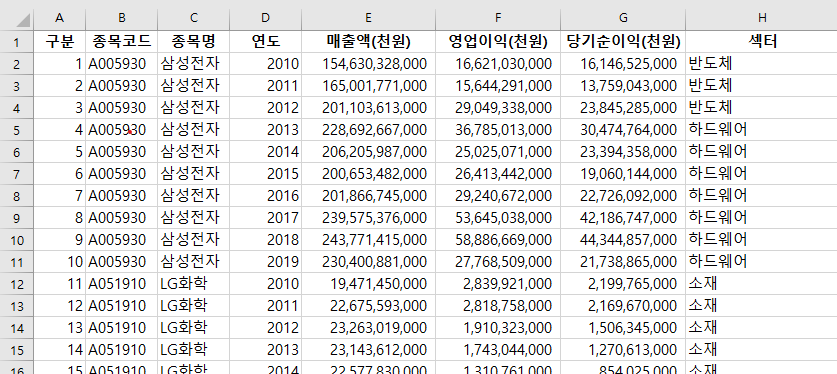 A B C D E F G H
1 구분 종목코드 종목명 연도 매출액(천원) 영업이익(천원) 당기순이익(천원) 섹터
2 1 A005930 삼성전자 2010 154,630,328,000 16,621,030,000 16,146,525,000 반도체
3 2 A005930 삼성전자 2011 165,001,771,000 15,644,291,000 13,759,043,000 반도체
4 3 A005930 삼성전자 2012 201,103,613,000 29,049,338,000 23,845,285,000 반도체
5 4 A005930 삼성전자 2013 228,692,667,000 36,785,013,000 30,474,764,000 하드웨어
6 5 A005930 삼성전자 2014 206,205,987,000 25,025,071,000 23,394,358,000 하드웨어
7 6 A005930 삼성전자 2015 200,653,482,000 26,413,442,000 19,060,144,000 하드웨어
8 7 A005930 삼성전자 2016 201,866,745,000 29,240,672,000 22,726,092,000 하드웨어
9 8 A005930 삼성전자 2017 239,575,376,000 53,645,038,000 42,186,747,000 하드웨어
10 9 A005930 삼성전자 2018 243,771,415,000 58,886,669,000 44,344,857,000 하드웨어
11 10 A005930 삼성전자 2019 230,400,881,000 27,768,509,000 21,738,865,000 하드웨어
12 11 A051910 LG화학 2010 19,471,450,000 2,839,921,000 2,199,765,000 소재
13 12 A051910 LG화학 2011 22,675,593,000 2,818,758,000 2,169,670,000 소재
14 13 A051910 LG화학 2012 23,263,019,000 1,910,323,000 1,506,345,000 소재
15 14 A051910 LG화학 2013 23,143,612,000 1,743,044,000 1,270,613,000 소재
16 15 A051910 LG화학 2014 22,577,830,000 1,310,761,000 854,025,000 소재